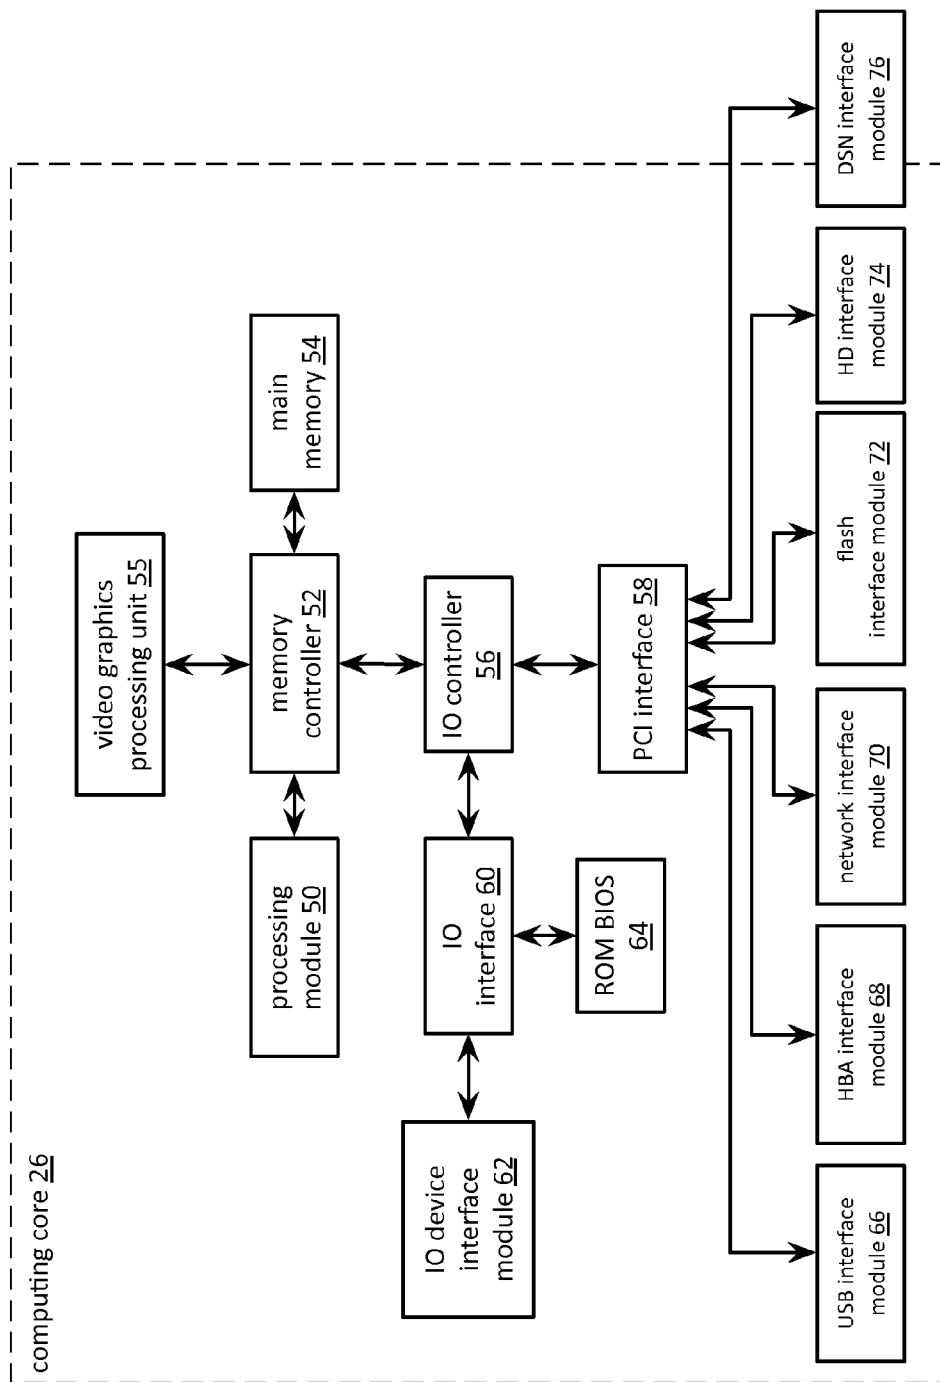 computing core 26
video graphics
processing unit 55
processing
module 50
memory
controller 52
main
memory 54
IO device
interface
module 62
IO
interface 60
IO controller
56
ROM BIOS
64
PCI interface 58
USB interface
module 66
HBA interface
module 68
network interface
module 70
flash
interface module 72
HD interface
module 74
DSN interface
module 76